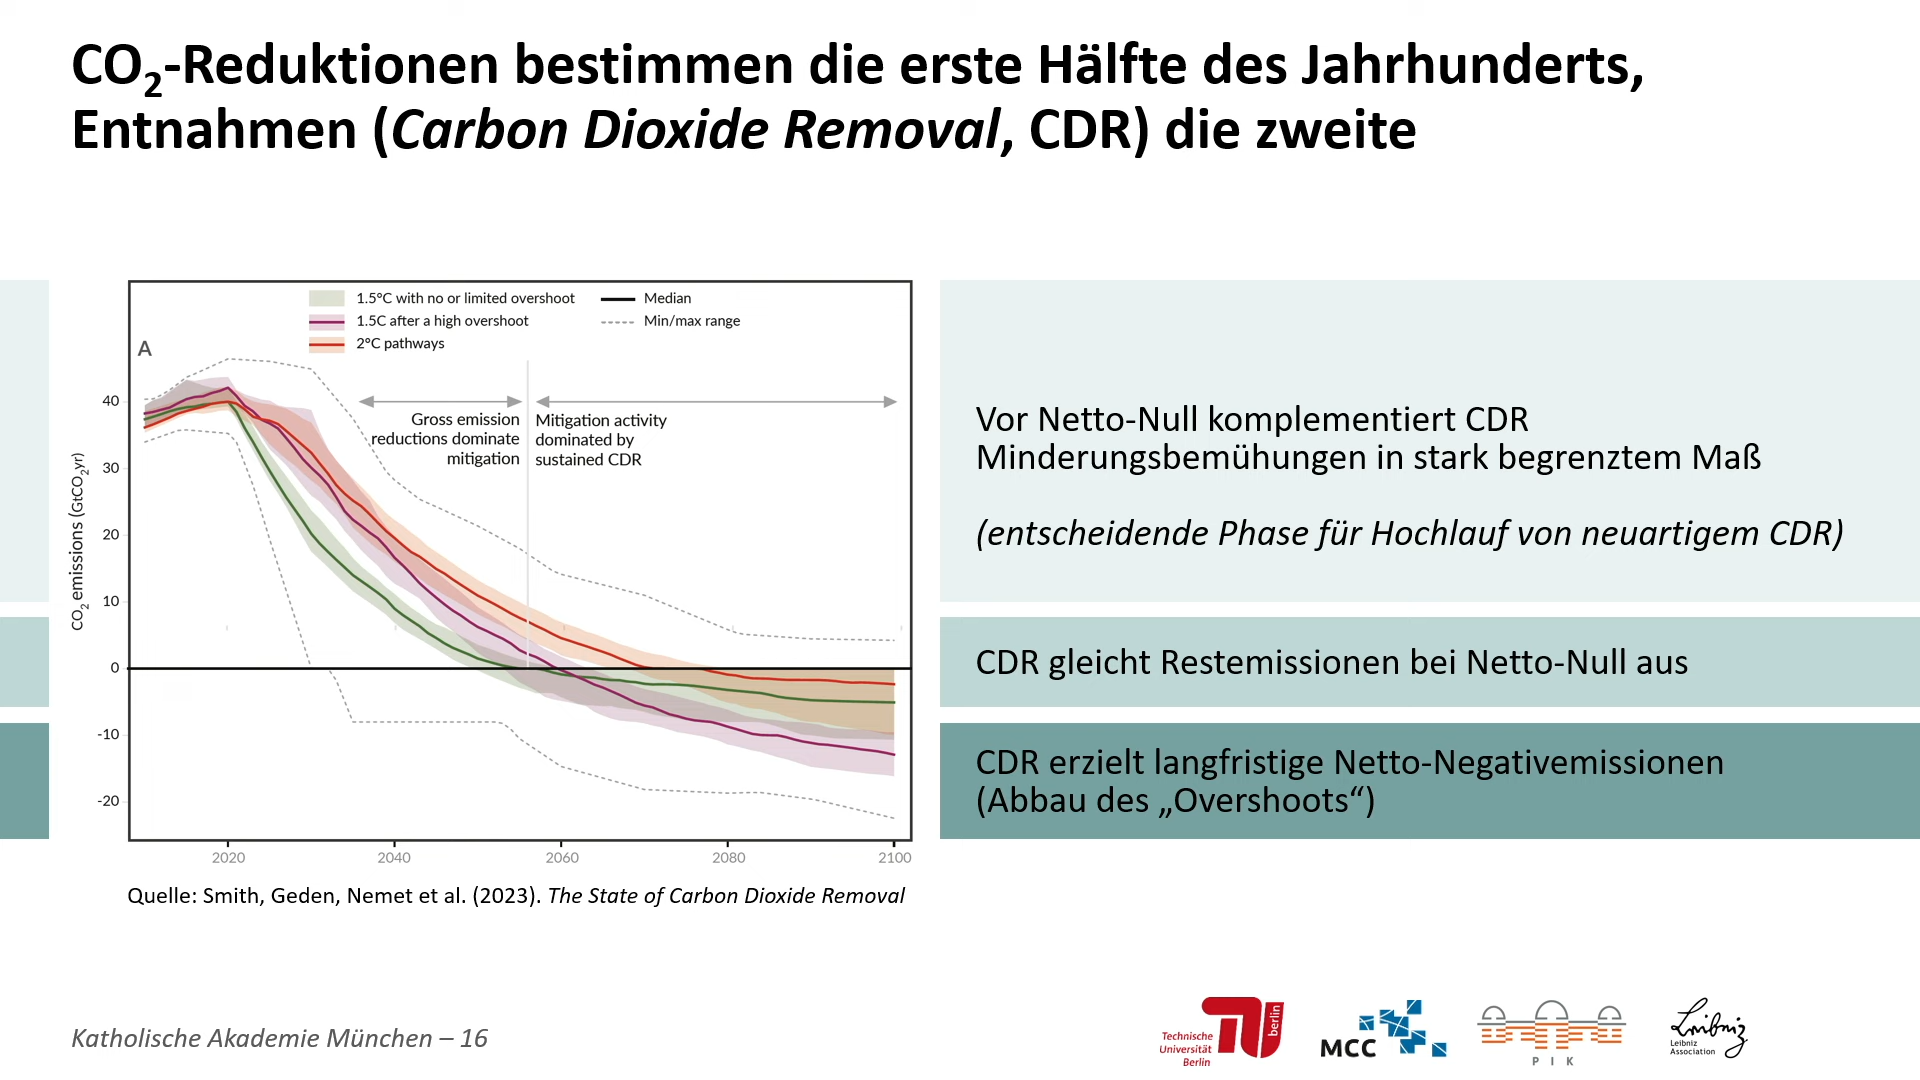 CO₂-Reduktionen bestimmen die erste Hälfte des Jahrhunderts,
Entnahmen (Carbon Dioxide Removal, CDR) die zweite
1.5°C with no or limited overshoot
1.5C after a high overshoot
2°C pathways
Median
Min/max range
A
Gross emission
reductions dominate
mitigation
Mitigation activity
dominated by
sustained CDR
CO₂ emissions (GtCO₂yr)
40
30
20
10
0
-10
-20
2020
2040
2060
2080
2100
Quelle: Smith, Geden, Nemet et al. (2023). The State of Carbon Dioxide Removal
Vor Netto-Null komplementiert CDR
Minderungsbemühungen in stark begrenztem Maß
(entscheidende Phase für Hochlauf von neuartigem CDR)
CDR gleicht Restemissionen bei Netto-Null aus
CDR erzielt langfristige Netto-Negativemissionen
(Abbau des „Overshoots“)
Katholische Akademie München – 16
Technische
Universität
Berlin
berlin
MCC
P I K
Leibniz
Leibniz
Association